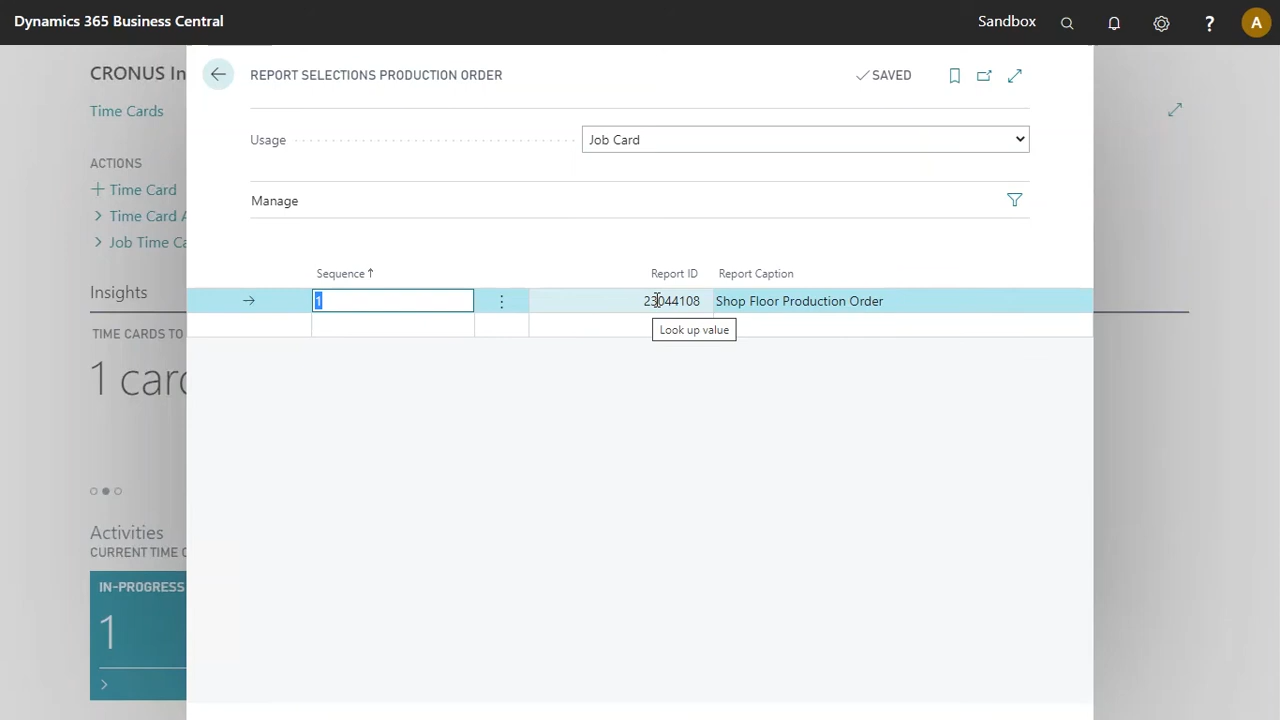 Dynamics 365 Business Central
Sandbox
?
A
CRONUS In
REPORT SELECTIONS PRODUCTION ORDER
SAVED
Time Cards
Usage
Job Card
ACTIONS
Time Card
Manage
Time Card A
Job Time Ca
Sequence
Report ID
Report Caption
Insights
1
23044108
Shop Floor Production Order
TIME CARDS TO
Look up value
1 card
Activities
CURRENT TIME C
IN-PROGRESS
1